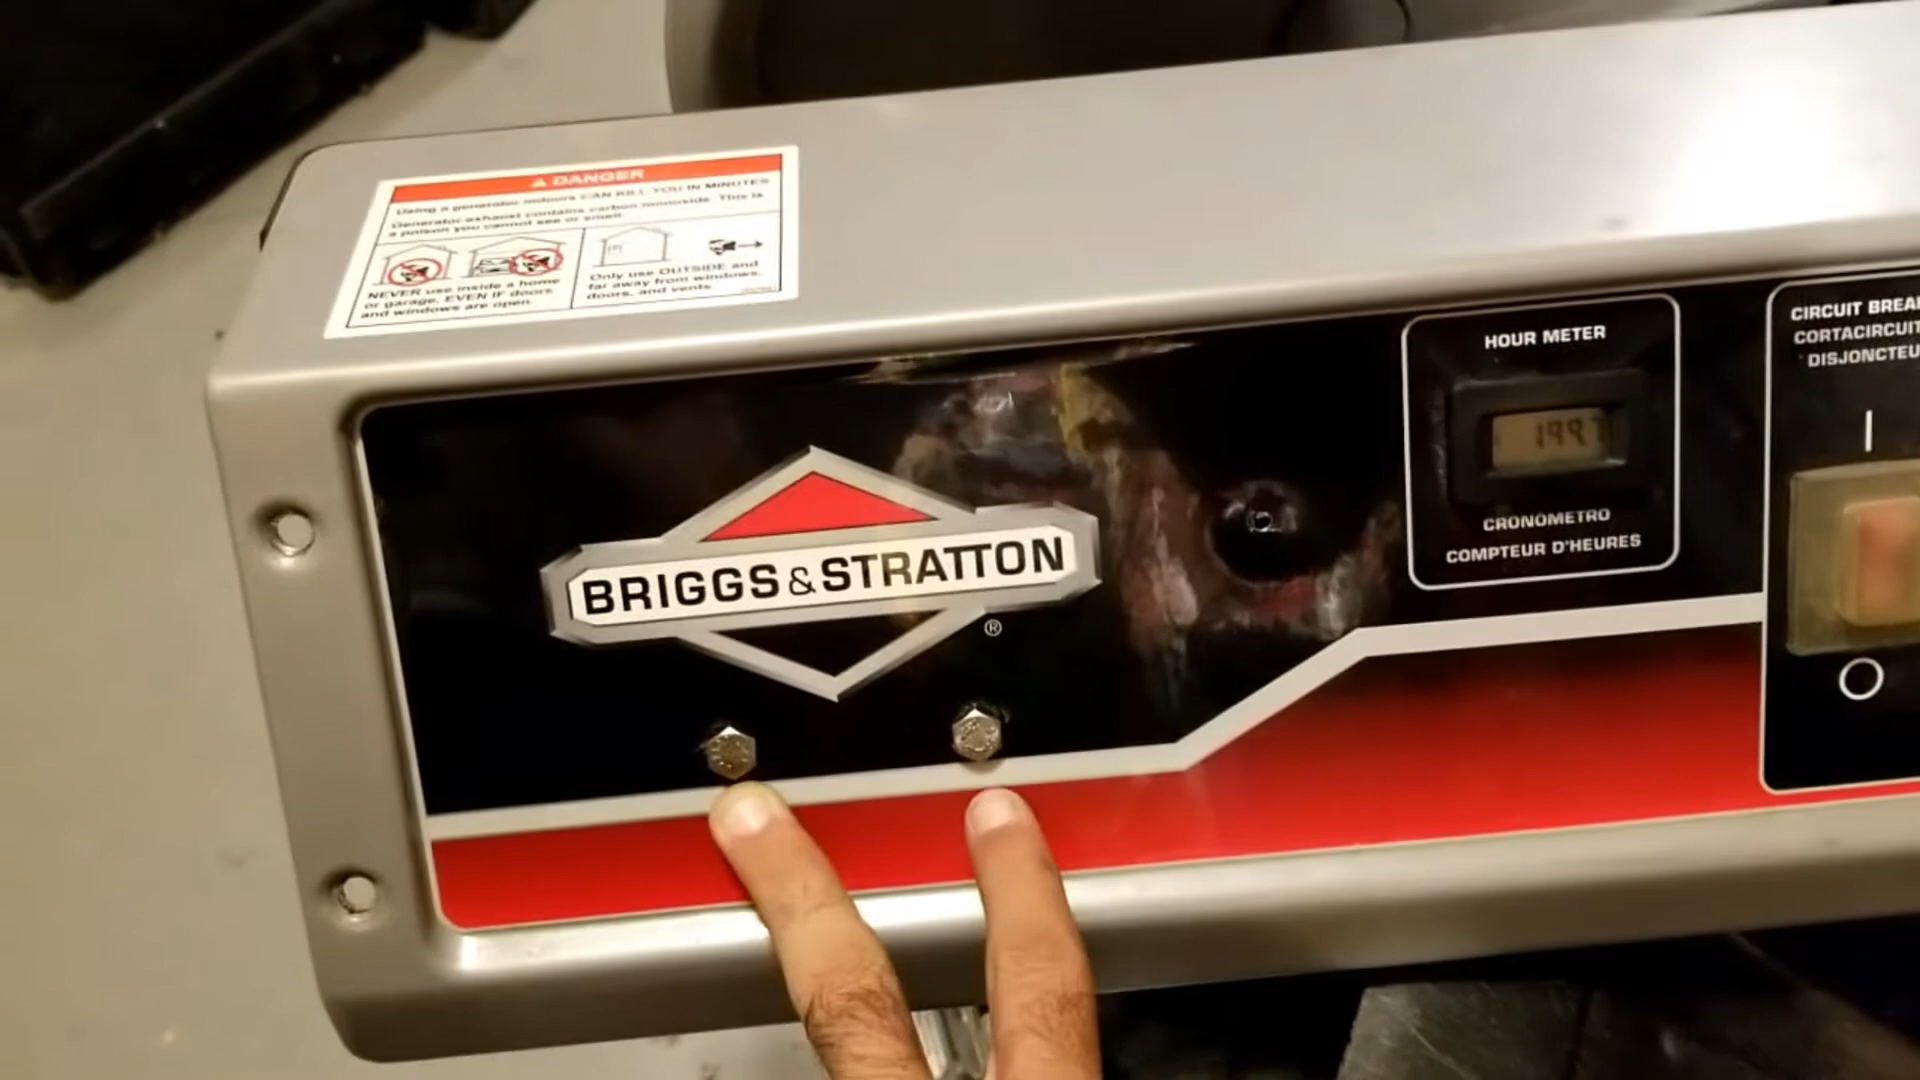 ⚠ DANGER
Using a generator indoors CAN KILL YOU IN MINUTES
Generator exhaust contains carbon monoxide. This is
a poison you cannot see or smell.
NEVER use inside a home
or garage, EVEN IF doors
and windows are open.
Only use OUTSIDE and
far away from windows,
doors, and vents.
BRIGGS & STRATTON
®
HOUR METER
1997
CRONÓMETRO
COMPTEUR D'HEURES
CIRCUIT BREA
CORTACIRCUIT
DISJONCTEU